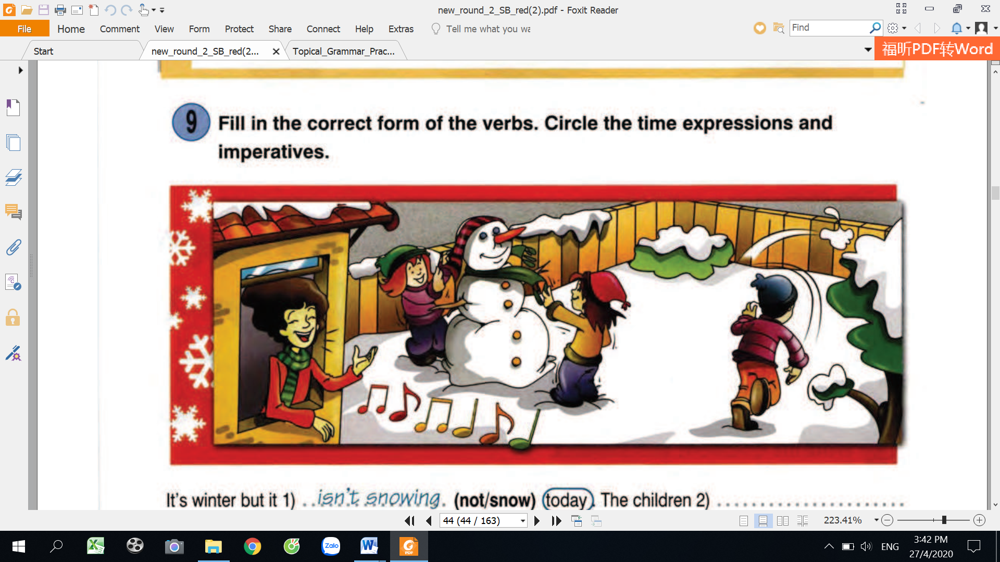 new_round_2_SB_red(2).pdf - Foxit Reader
File Home Comment View Form Protect Share Connect Help Extras Tell me what you wa Find
Start new_round_2_SB_red(2... Topical_Grammar_Prac... 福昕PDF转Word
9 Fill in the correct form of the verbs. Circle the time expressions and
imperatives.
It's winter but it 1) ..isn't snowing. (not/snow) today. The children 2) ....................................
44 (44 / 163) 223.41%
Zalo PDF ENG 3:42 PM
27/4/2020